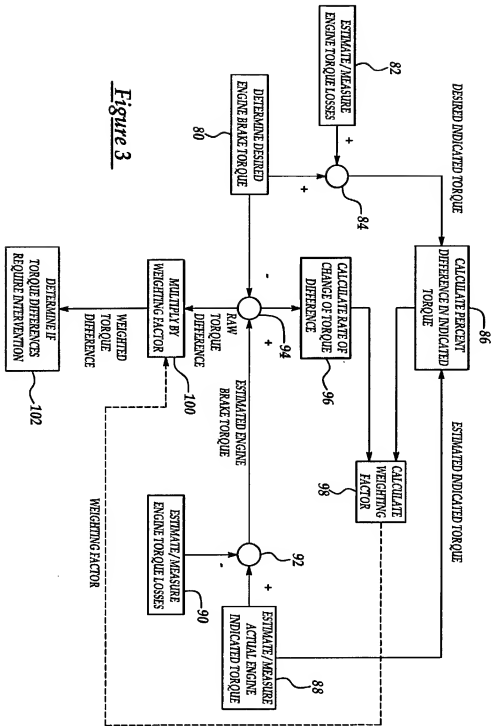 82
ESTIMATE/MEASURE
ENGINE TORQUE LOSSES
+
+
84
DESIRED INDICATED TORQUE
86
CALCULATE PERCENT
DIFFERENCE IN INDICATED
TORQUE
ESTIMATED INDICATED TORQUE
DETERMINE DESIRED
ENGINE BRAKE TORQUE
80
-
94
+
CALCULATE RATE OF
CHANGE OF TORQUE
DIFFERENCE
96
CALCULATE
WEIGHTING
FACTOR
98
RAW
TORQUE
DIFFERENCE
ESTIMATED ENGINE
BRAKE TORQUE
92
-
+
ESTIMATE/MEASURE
ENGINE TORQUE LOSSES
90
ESTIMATE/MEASURE
ACTUAL ENGINE
INDICATED TORQUE
88
MULTIPLY BY
WEIGHTING FACTOR
100
WEIGHTED
TORQUE
DIFFERENCE
WEIGHTING FACTOR
DETERMINE IF
TORQUE DIFFERENCES
REQUIRE INTERVENTION
102
Figure 3